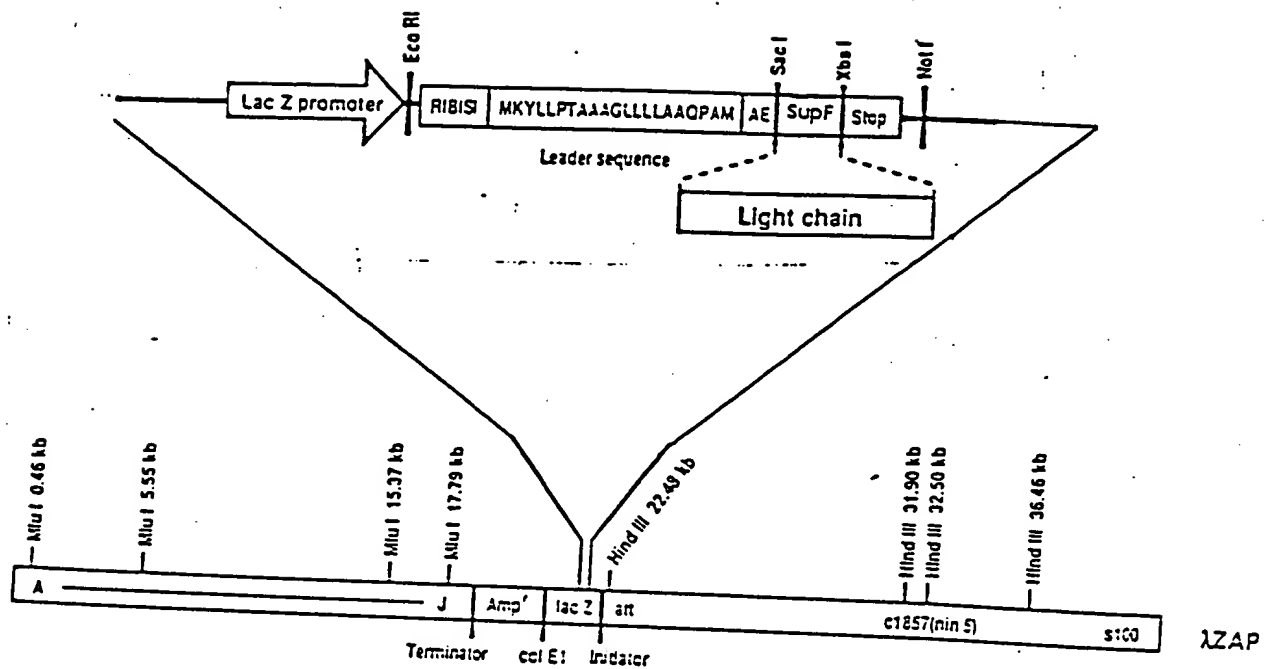 Eco RI
Sac I
Xba I
Not I
Lac Z promoter
RIBISI
MKYLLPTAAAGLLLLAAQPAM
AE
SupF
Stop
Leader sequence
Light chain
Mlu I 0.46 kb
Mlu I 5.55 kb
Mlu I 15.37 kb
Mlu I 17.79 kb
Hind III 22.49 kb
Hind III 31.90 kb
Hind III 32.50 kb
Hind III 36.46 kb
A
J
Ampr
lac Z
c1857(nin 5)
s100
λZAP
Terminator
col E1
Initiator